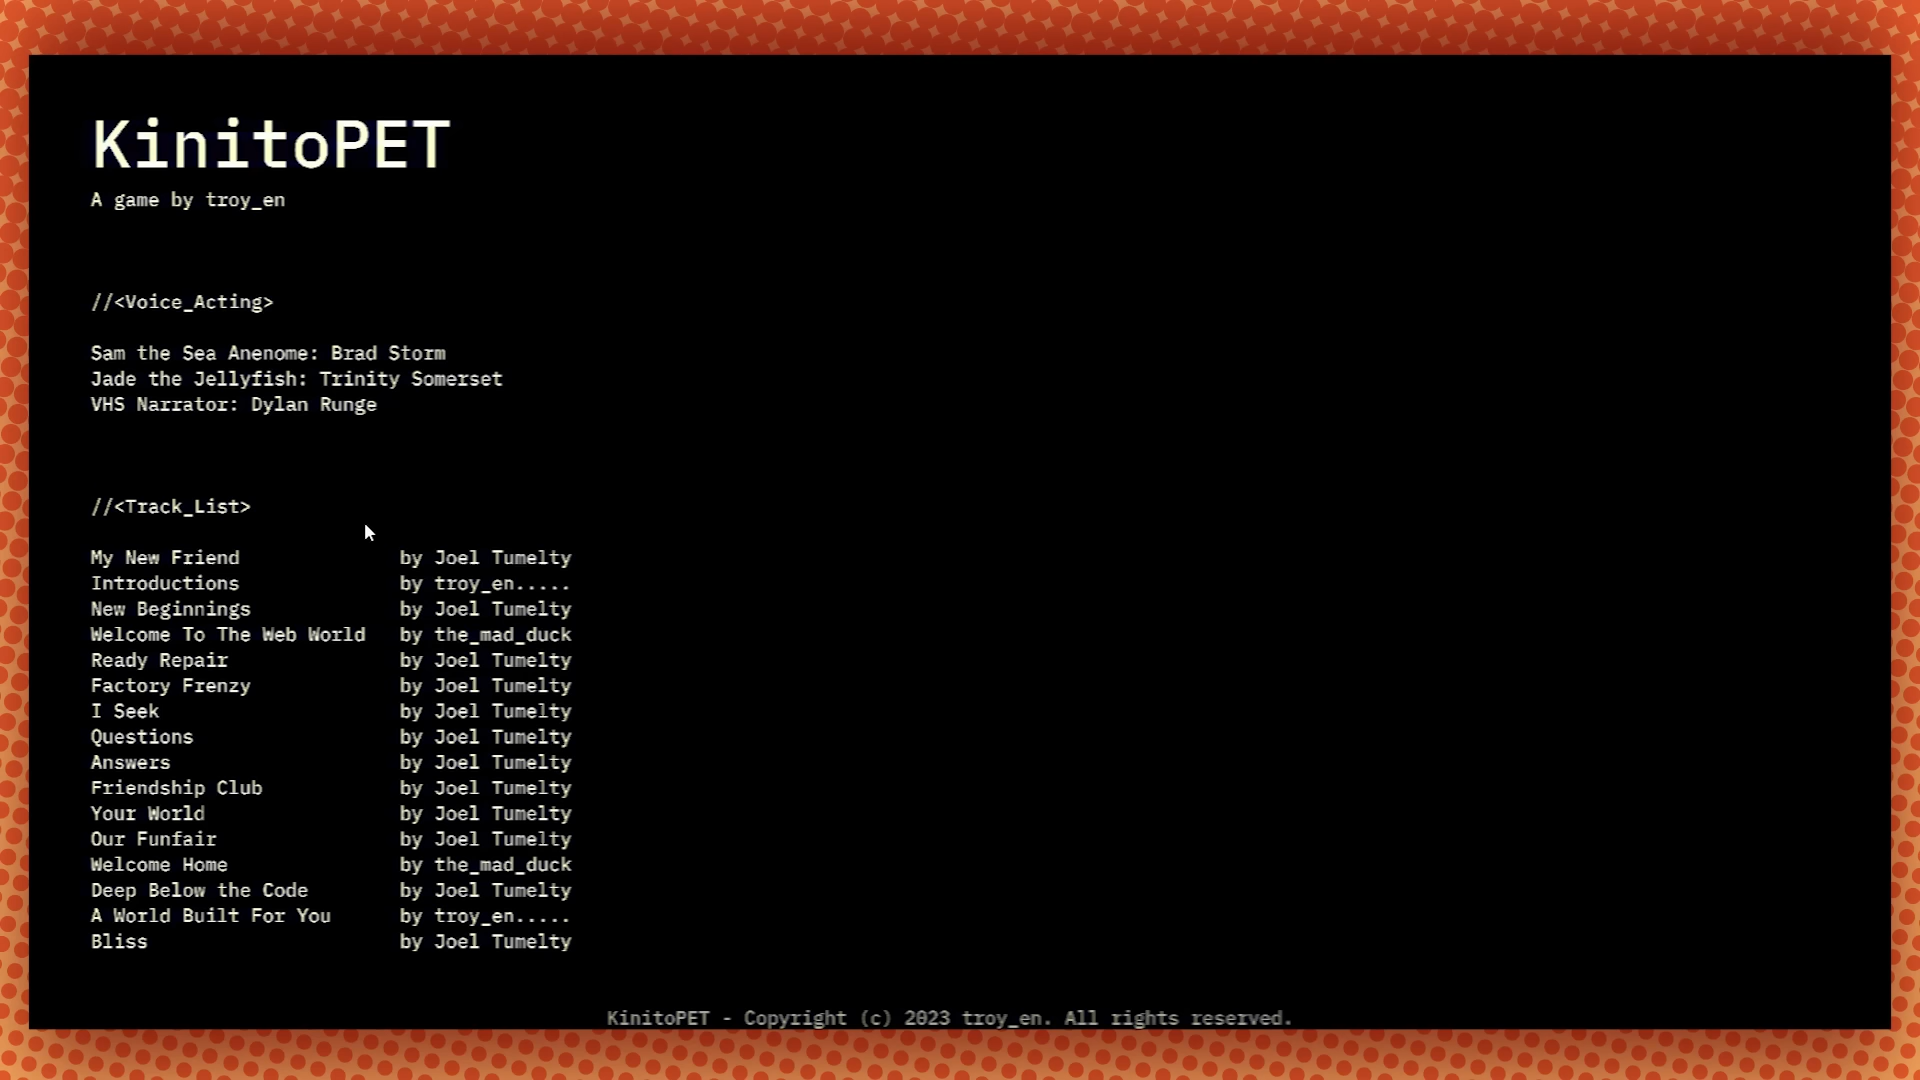 KinitoPET
A game by troy_en
//<Voice_Acting>
Sam the Sea Anenome: Brad Storm
Jade the Jellyfish: Trinity Somerset
VHS Narrator: Dylan Runge
//<Track_List>
My New Friend by Joel Tumelty
Introductions by troy_en.....
New Beginnings by Joel Tumelty
Welcome To The Web World by the_mad_duck
Ready Repair by Joel Tumelty
Factory Frenzy by Joel Tumelty
I Seek by Joel Tumelty
Questions by Joel Tumelty
Answers by Joel Tumelty
Friendship Club by Joel Tumelty
Your World by Joel Tumelty
Our Funfair by Joel Tumelty
Welcome Home by the_mad_duck
Deep Below the Code by Joel Tumelty
A World Built For You by troy_en.....
Bliss by Joel Tumelty
KinitoPET - Copyright (c) 2023 troy_en. All rights reserved.